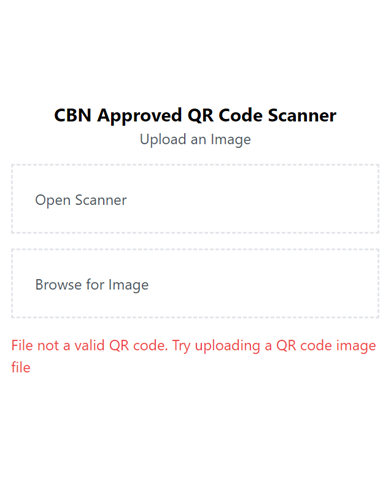 CBN Approved QR Code Scanner
Upload an Image
Open Scanner
Browse for Image
File not a valid QR code. Try uploading a QR code image
file